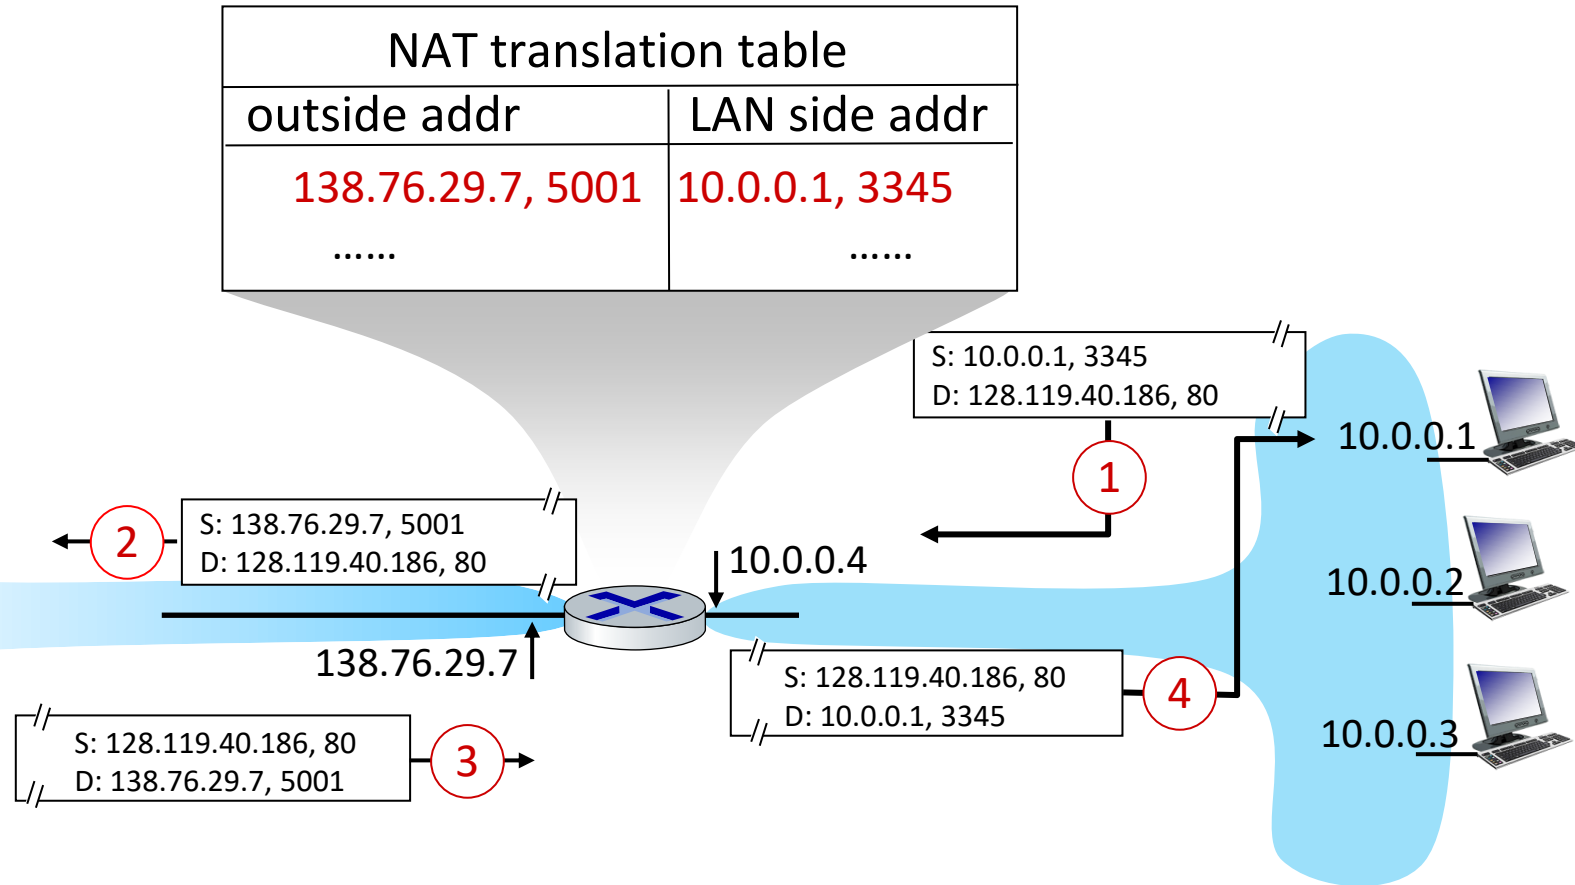 NAT translation table
outside addr LAN side addr
138.76.29.7, 5001 10.0.0.1, 3345
…… ……
S: 10.0.0.1, 3345
D: 128.119.40.186, 80
1
10.0.0.1
S: 138.76.29.7, 5001
D: 128.119.40.186, 80
2
10.0.0.4
10.0.0.2
138.76.29.7
S: 128.119.40.186, 80
D: 10.0.0.1, 3345
4
10.0.0.3
S: 128.119.40.186, 80
D: 138.76.29.7, 5001
3